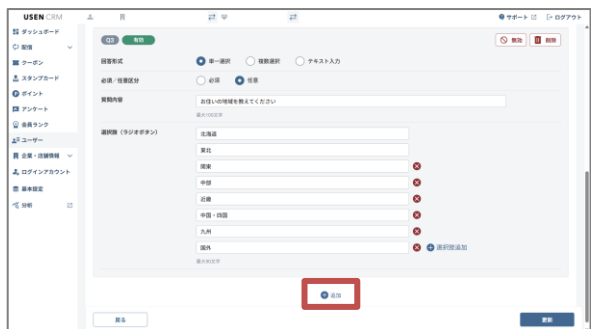 USEN CRM
サポート
ログアウト
ダッシュボード
配信
クーポン
スタンプカード
ポイント
アンケート
会員ランク
ユーザー
企業・店舗情報
ログインアカウント
基本設定
分析
Q3 有効
無効 削除
回答形式 単一選択 複数選択 テキスト入力
必須／任意区分 必須 任意
質問内容 お住いの地域を教えてください
最大100文字
選択肢（ラジオボタン） 北海道
東北
関東
中部
近畿
中国・四国
九州
国外 選択肢追加
追加
戻る 更新